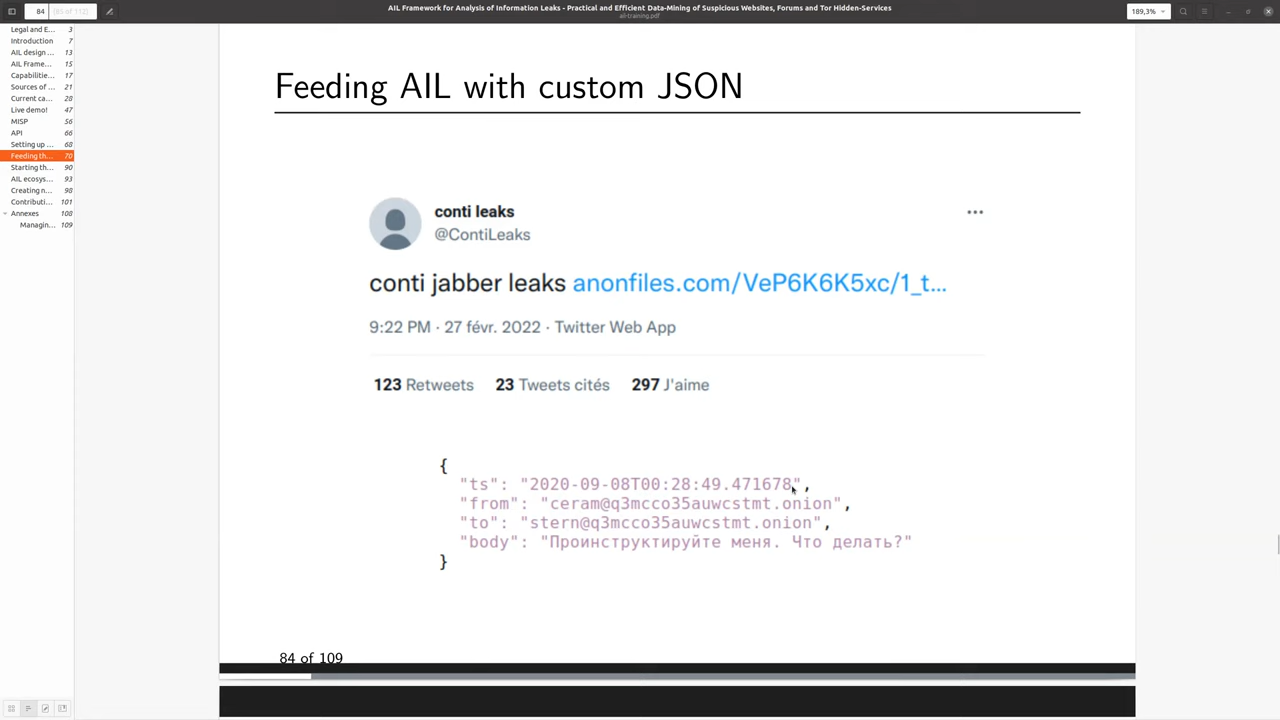 84
(85 of 112)
AIL Framework for Analysis of Information Leaks - Practical and Efficient Data-Mining of Suspicious Websites, Forums and Tor Hidden-Services
ail-training.pdf
189,3%
Legal and E... 3
Introduction 7
AIL design ... 13
AIL Frame... 15
Capabilitie... 17
Sources of ... 21
Current ca... 28
Live demo! 47
MISP 56
API 66
Setting up ... 68
Feeding th... 70
Starting th... 90
AIL ecosys... 93
Creating n... 98
Contributi... 101
Annexes 108
Managin... 109
Feeding AIL with custom JSON
conti leaks
@ContiLeaks
conti jabber leaks anonfiles.com/VeP6K6K5xc/1_t...
9:22 PM · 27 févr. 2022 · Twitter Web App
123 Retweets 23 Tweets cités 297 J'aime
{
"ts": "2020-09-08T00:28:49.471678",
"from": "ceram@q3mcco35auwcstmt.onion",
"to": "stern@q3mcco35auwcstmt.onion",
"body": "Проинструктируйте меня. Что делать?"
}
84 of 109